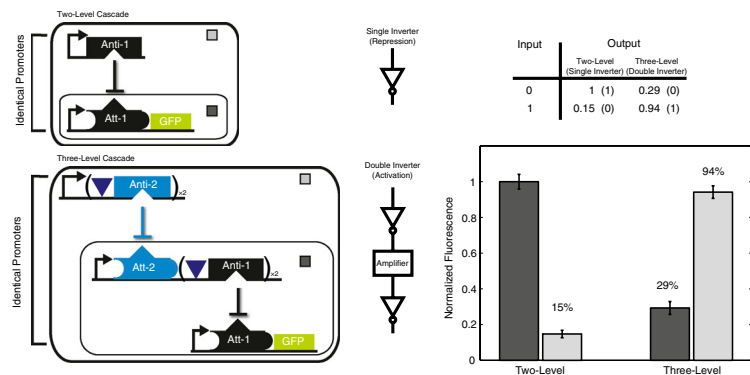 Two-Level Cascade
Identical Promoters
Anti-1
Att-1
GFP
Three-Level Cascade
Identical Promoters
Anti-2
×2
Att-2
Anti-1
×2
Att-1
GFP
Single Inverter
(Repression)
Double Inverter
(Activation)
Amplifier
Input
Output
Two-Level Three-Level
(Single Inverter) (Double Inverter)
0 1 (1) 0.29 (0)
1 0.15 (0) 0.94 (1)
Normalized Fluorescence
1
0.8
0.6
0.4
0.2
0
15%
29%
94%
Two-Level
Three-Level